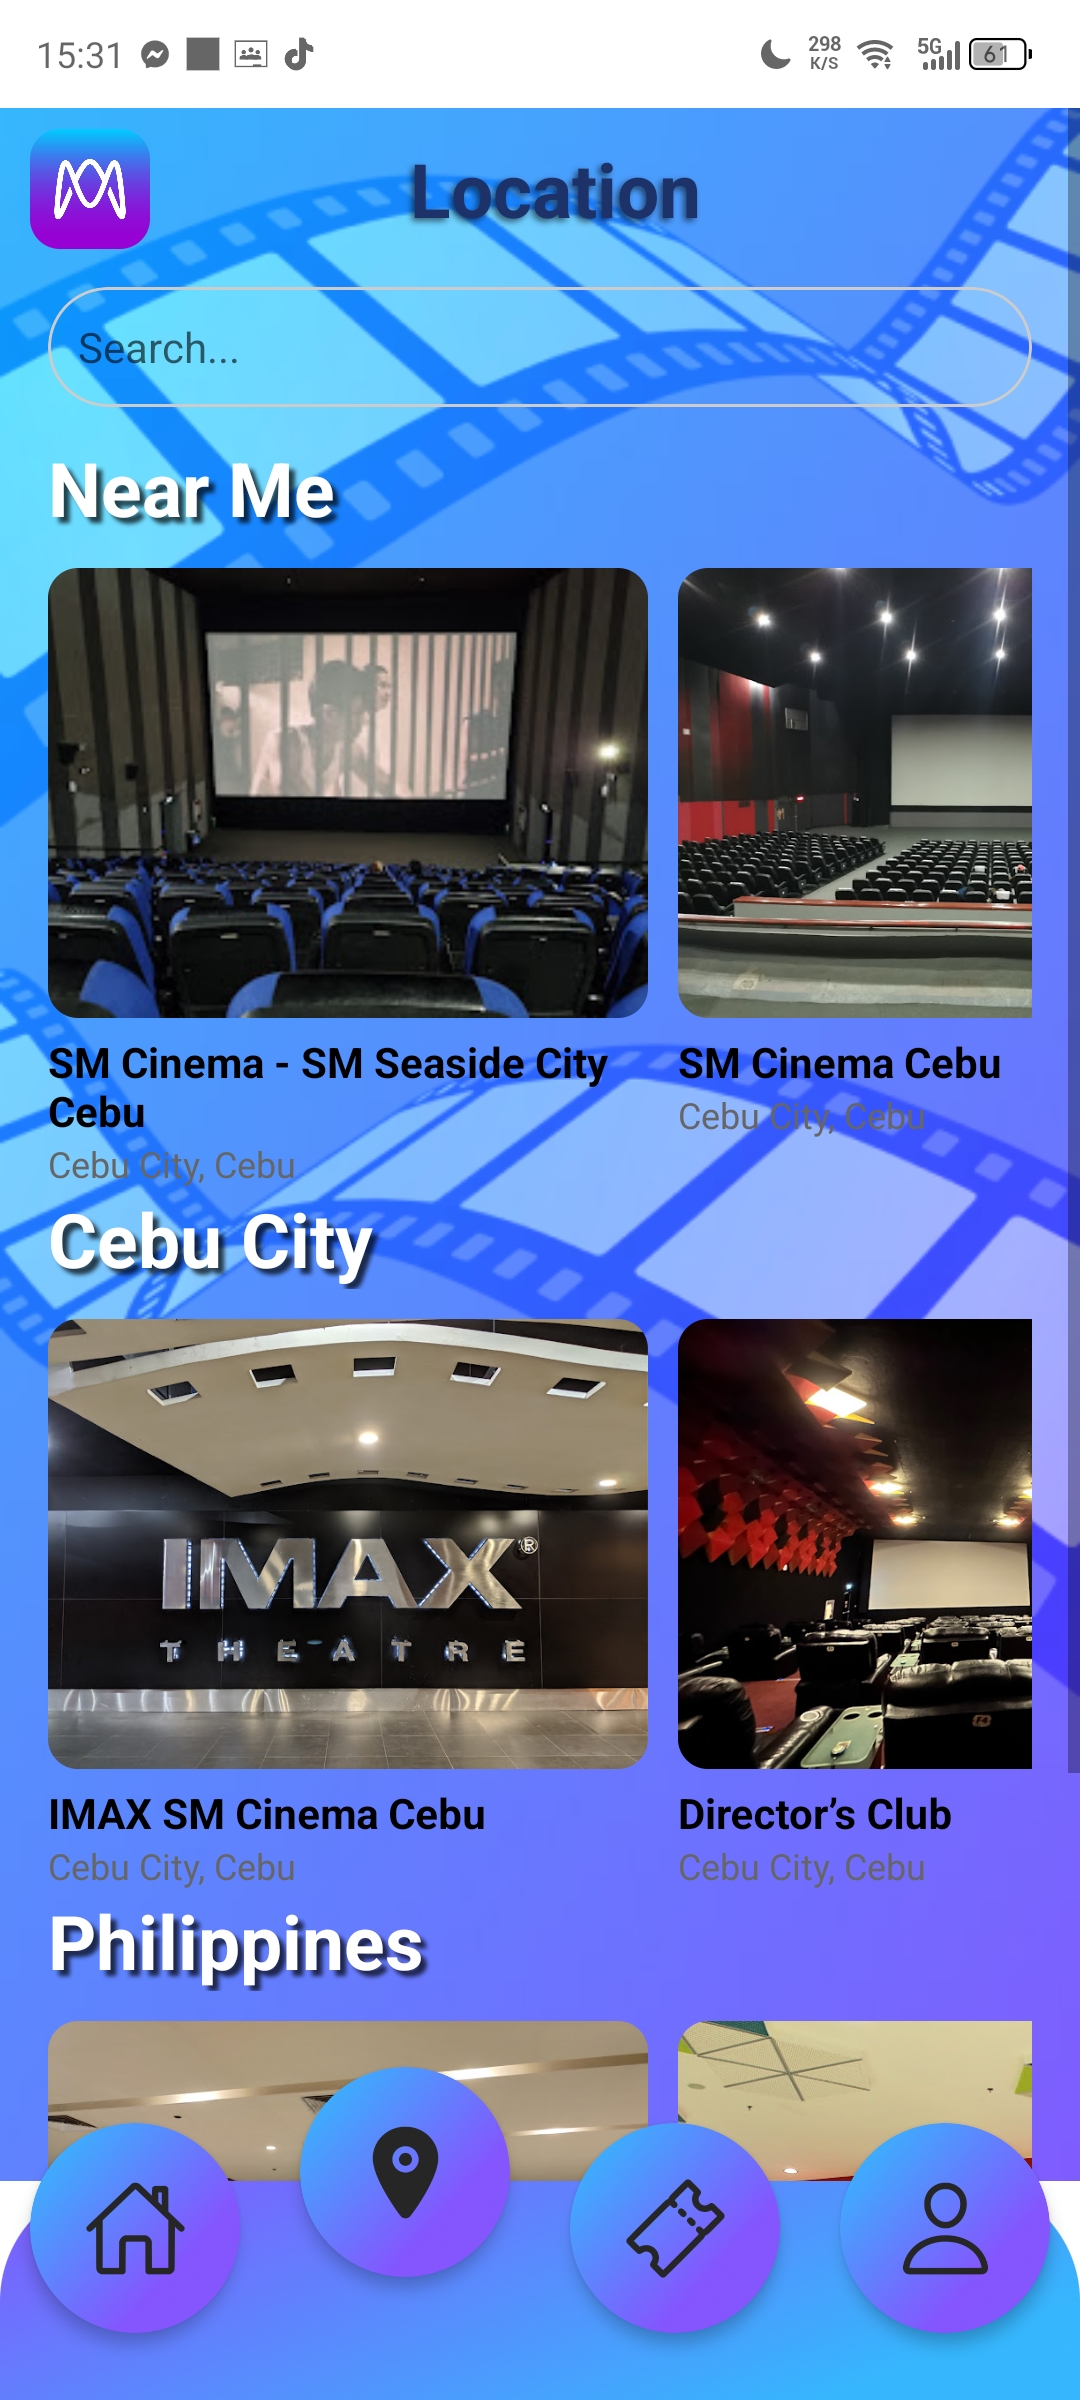 15:31
298
K/S
5G
61
Location
Search...
Near Me
SM Cinema - SM Seaside City
Cebu
Cebu City, Cebu
SM Cinema Cebu
Cebu City, Cebu
Cebu City
IMAX®
THEATRE
14
IMAX SM Cinema Cebu
Cebu City, Cebu
Director’s Club
Cebu City, Cebu
Philippines